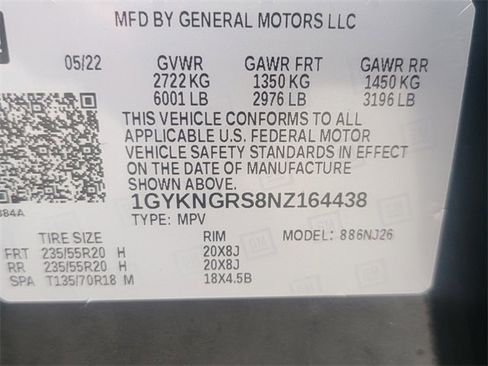 MFD BY GENERAL MOTORS LLC
05/22 GVWR GAWR FRT GAWR RR
2722 KG 1350 KG 1450 KG
6001 LB 2976 LB 3196 LB
THIS VEHICLE CONFORMS TO ALL
APPLICABLE U.S. FEDERAL MOTOR
VEHICLE SAFETY STANDARDS IN EFFECT
ON THE DATE OF MANUFACTURE
SHOWN ABOVE.
1GYKNGRS8NZ164438
TYPE: MPV
TIRE SIZE RIM MODEL: 886NJ26
FRT 235/55R20 H 20X8J
RR 235/55R20 H 20X8J
SPA T135/70R18 M 18X4.5B